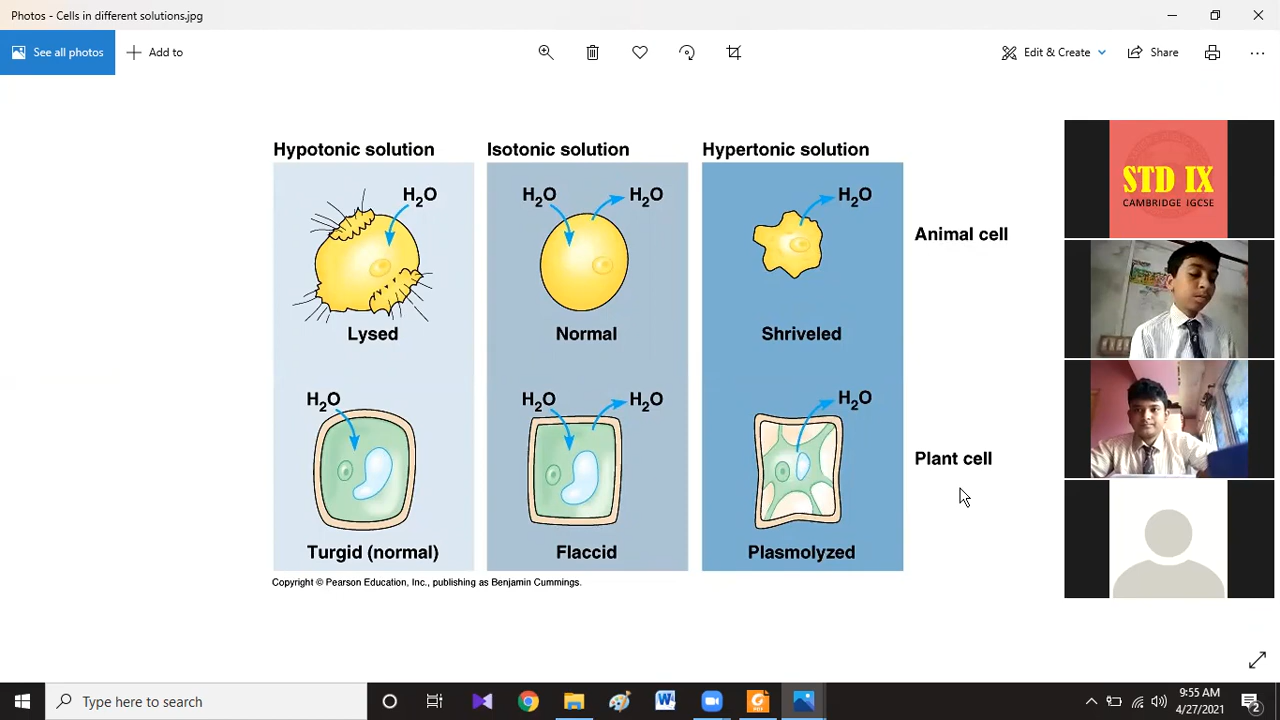 Photos - Cells in different solutions.jpg
See all photos
Add to
Edit & Create
Share
Hypotonic solution
Isotonic solution
Hypertonic solution
H2O
H2O
H2O
H2O
Animal cell
Lysed
Normal
Shriveled
H2O
H2O
H2O
H2O
Plant cell
Turgid (normal)
Flaccid
Plasmolyzed
Copyright © Pearson Education, Inc., publishing as Benjamin Cummings.
STD IX
CAMBRIDGE IGCSE
Type here to search
9:55 AM
4/27/2021
2